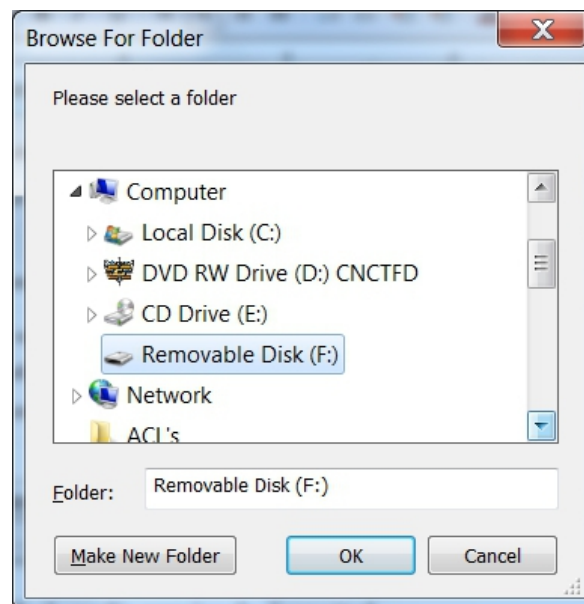 Browse For Folder
Please select a folder
Computer
Local Disk (C:)
DVD RW Drive (D:) CNCTFD
CD Drive (E:)
Removable Disk (F:)
Network
ACL's
Folder: Removable Disk (F:)
Make New Folder OK Cancel